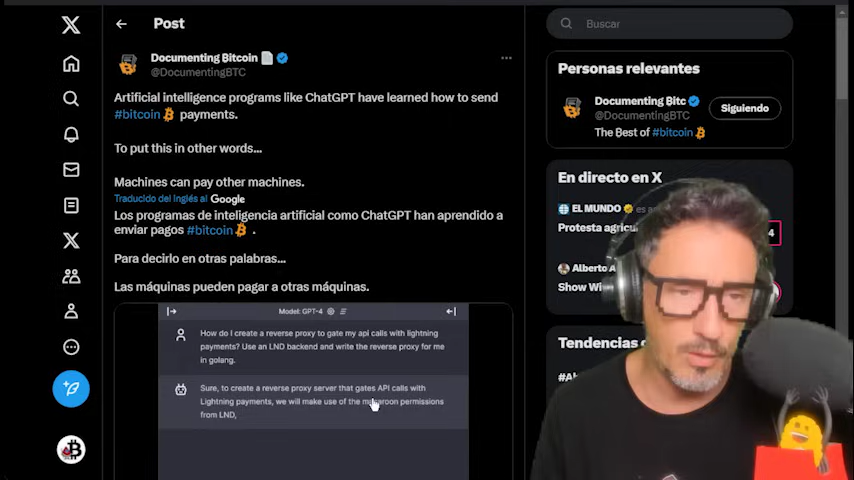 Post
Buscar
Documenting Bitcoin
@DocumentingBTC
Artificial intelligence programs like ChatGPT have learned how to send
#bitcoin payments.
To put this in other words...
Machines can pay other machines.
Traducido del inglés al Google
Los programas de inteligencia artificial como ChatGPT han aprendido a
enviar pagos #bitcoin .
Para decirlo en otras palabras...
Las máquinas pueden pagar a otras máquinas.
Model: GPT-4
How do I create a reverse proxy to gate my api calls with lightning
payments? Use an LND backend and write the reverse proxy for me
in golang.
Sure, to create a reverse proxy server that gates API calls with
Lightning payments, we will make use of the macaroon permissions
from LND,
Personas relevantes
Documenting Bitc
@DocumentingBTC
Siguiendo
The Best of #bitcoin
En directo en X
EL MUNDO es
Protesta
4
Alberto
Show
Tendencias